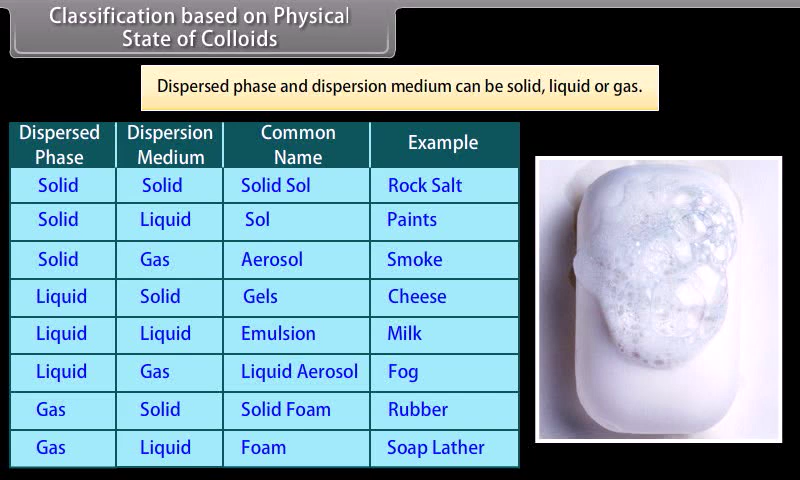 Classification based on Physical
State of Colloids
Dispersed phase and dispersion medium can be solid, liquid or gas.
Dispersed Phase Dispersion Medium Common Name Example
Solid Solid Solid Sol Rock Salt
Solid Liquid Sol Paints
Solid Gas Aerosol Smoke
Liquid Solid Gels Cheese
Liquid Liquid Emulsion Milk
Liquid Gas Liquid Aerosol Fog
Gas Solid Solid Foam Rubber
Gas Liquid Foam Soap Lather